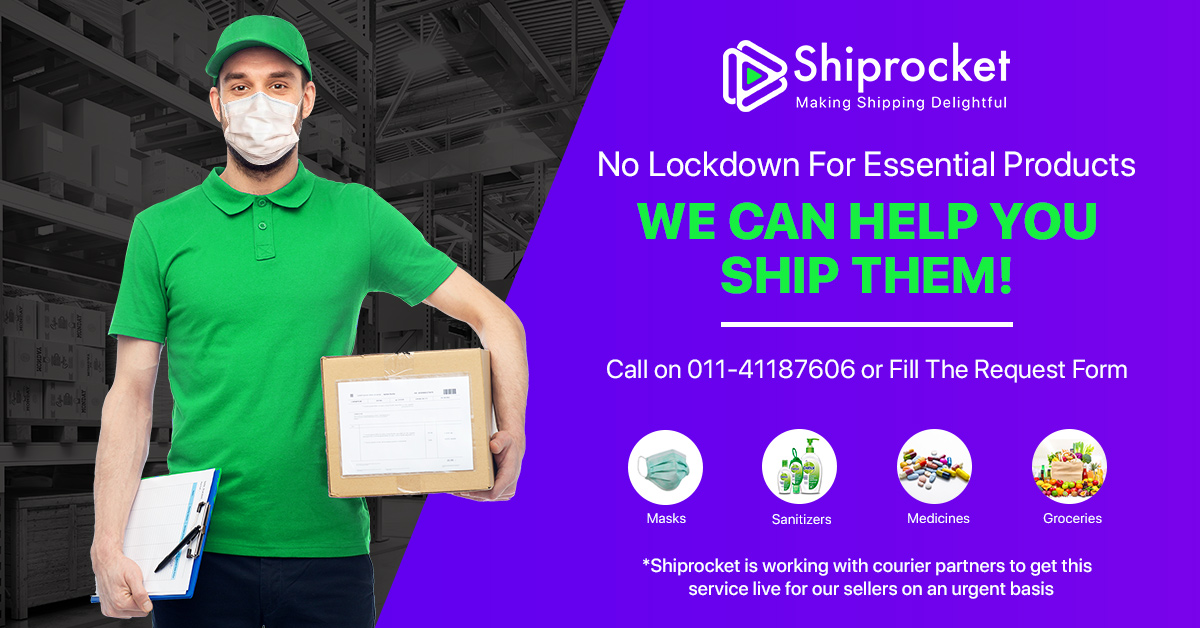 Shiprocket
Making Shipping Delightful
No Lockdown For Essential Products
WE CAN HELP YOU
SHIP THEM!
Call on 011-41187606 or Fill The Request Form
Masks
Sanitizers
Medicines
Groceries
*Shiprocket is working with courier partners to get this
service live for our sellers on an urgent basis